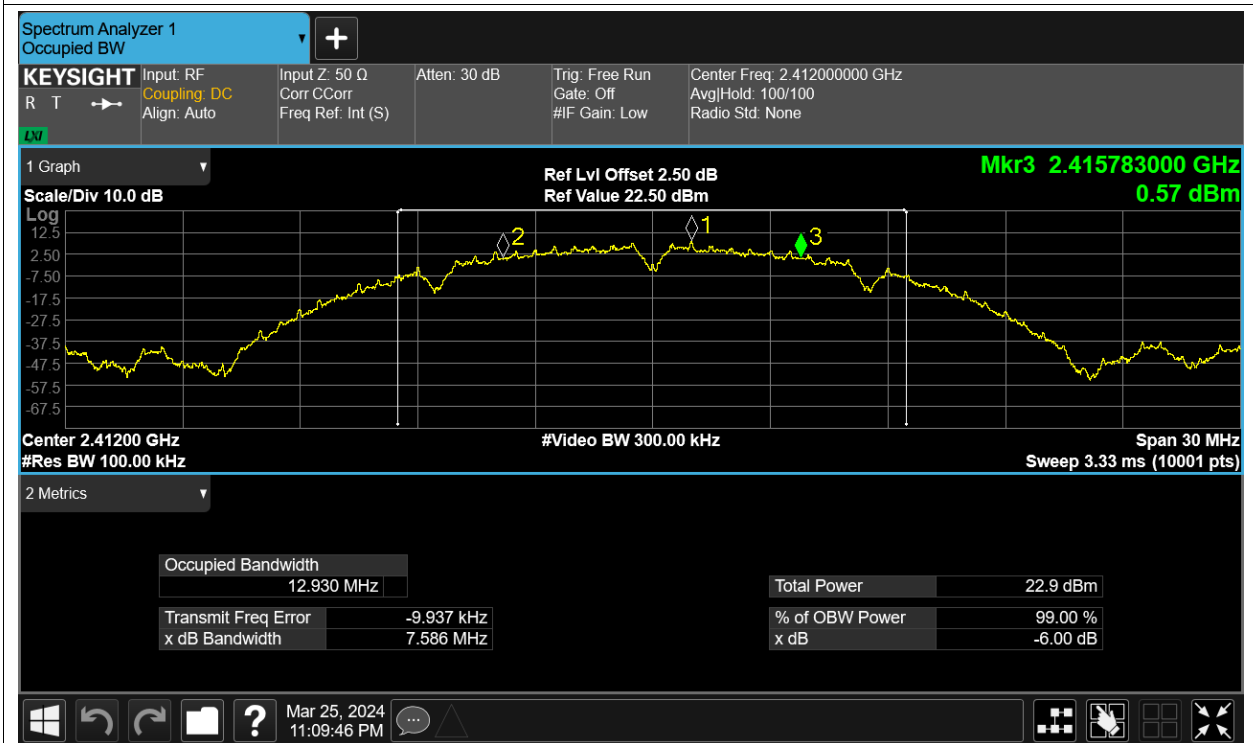 Spectrum Analyzer 1
Occupied BW
KEYSIGHT
R T
LXI
Input: RF
Coupling: DC
Align: Auto
Input Z: 50 Ω
Corr CCorr
Freq Ref: Int (S)
Atten: 30 dB
Trig: Free Run
Gate: Off
#IF Gain: Low
Center Freq: 2.412000000 GHz
Avg|Hold: 100/100
Radio Std: None
1 Graph
Scale/Div 10.0 dB
Ref Lvl Offset 2.50 dB
Ref Value 22.50 dBm
Mkr3 2.415783000 GHz
0.57 dBm
Log
12.5
2.50
-7.50
-17.5
-27.5
-37.5
-47.5
-57.5
-67.5
2
1
3
Center 2.41200 GHz
#Video BW 300.00 kHz
Span 30 MHz
#Res BW 100.00 kHz
Sweep 3.33 ms (10001 pts)
2 Metrics
Occupied Bandwidth
12.930 MHz
Total Power 22.9 dBm
Transmit Freq Error -9.937 kHz
% of OBW Power 99.00 %
x dB Bandwidth 7.586 MHz
x dB -6.00 dB
?
Mar 25, 2024
11:09:46 PM